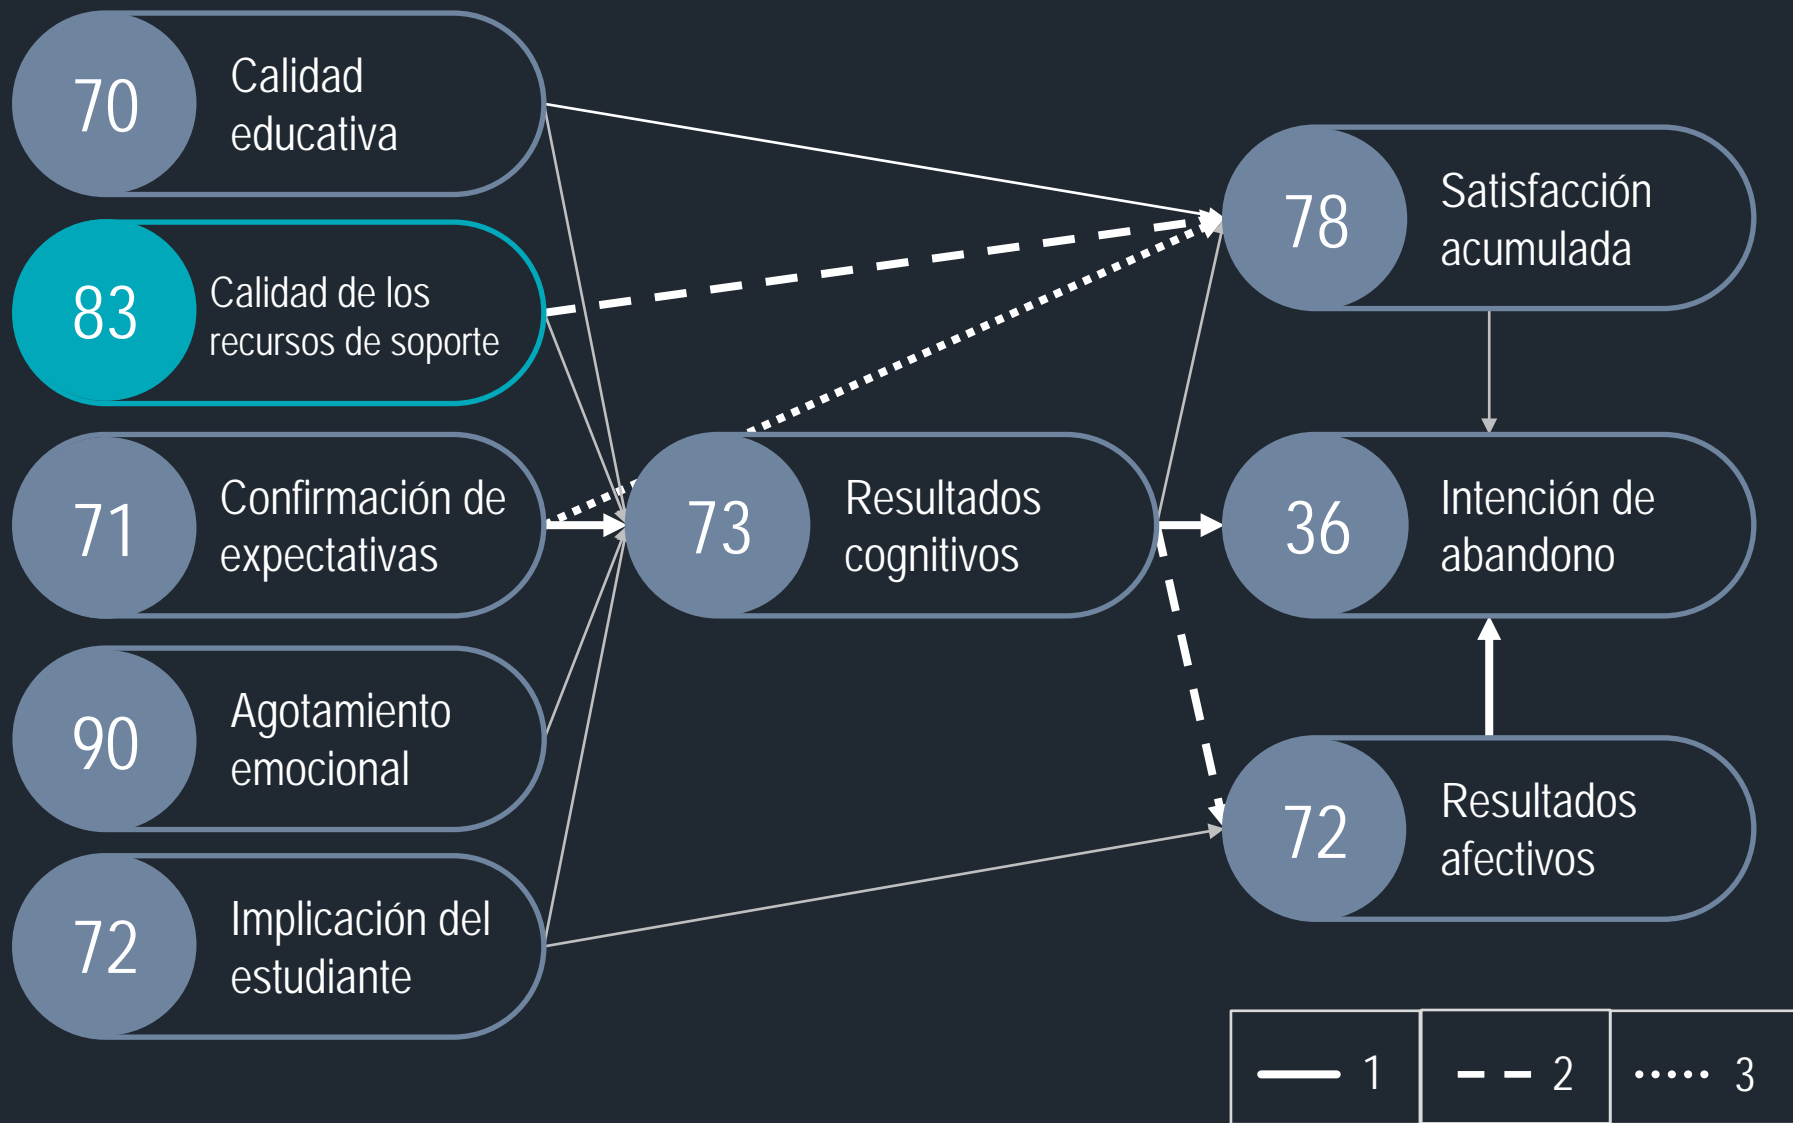 70
Calidad
educativa
83
Calidad de los
recursos de soporte
71
Confirmación de
expectativas
90
Agotamiento
emocional
72
Implicación del
estudiante
73
Resultados
cognitivos
78
Satisfacción
acumulada
36
Intención de
abandono
72
Resultados
afectivos
1
2
3